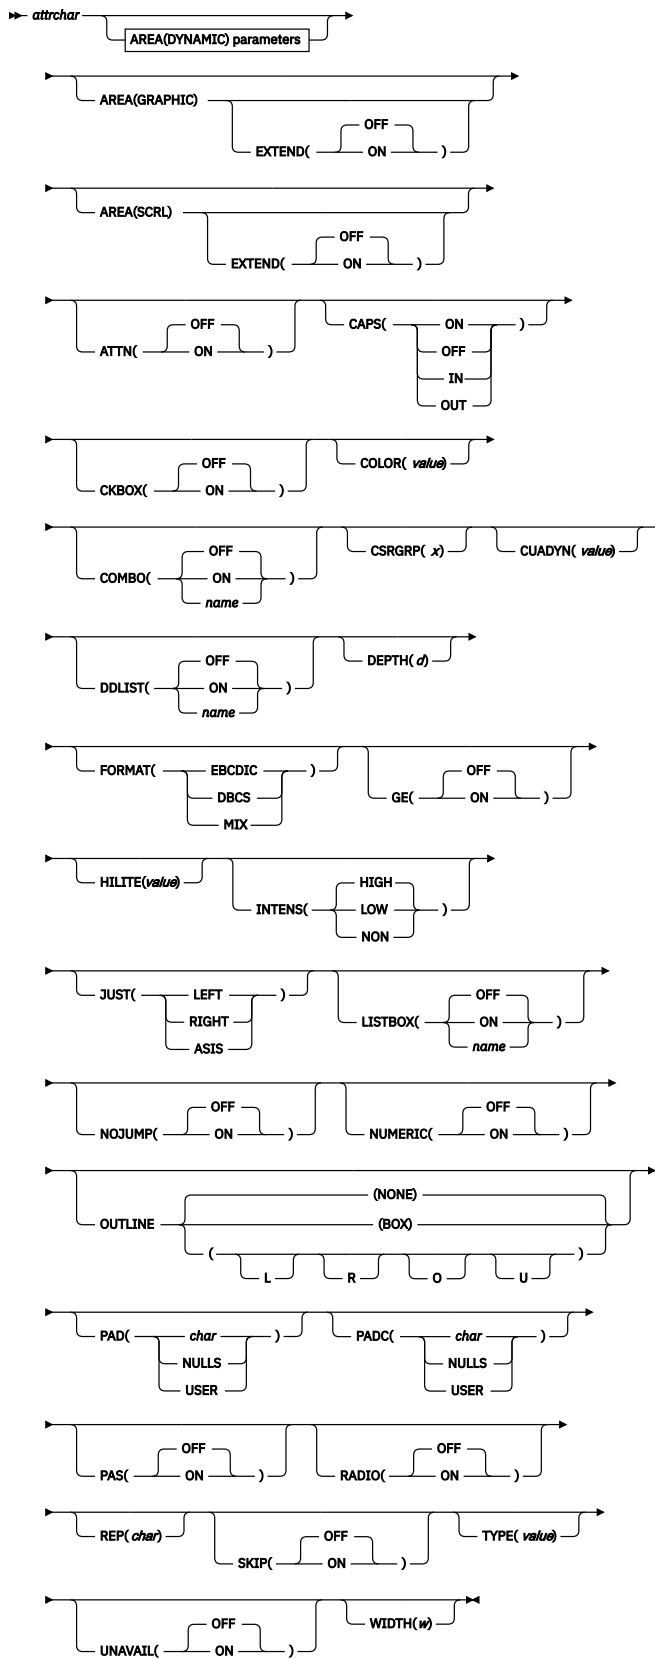 attrchar
AREA(DYNAMIC) parameters
AREA(GRAPHIC)
EXTEND( OFF
ON )
AREA(SCRL)
EXTEND( OFF
ON )
ATTN( OFF
ON )
CAPS( ON )
OFF
IN
OUT
CKBOX( OFF
ON )
COLOR( value)
COMBO( OFF
ON )
name
CSRGRP( x)
CUADYN( value)
DDLIST( OFF
ON )
name
DEPTH( d)
FORMAT( EBCDIC )
DBCS
MIX
GE( OFF
ON )
HILITE(value)
INTENS( HIGH
LOW )
NON
JUST( LEFT )
RIGHT
ASIS
LISTBOX( OFF
ON )
name
NOJUMP( OFF
ON )
NUMERIC( OFF
ON )
OUTLINE (NONE)
(BOX)
( L R O U )
PAD( char )
NULLS
USER
PADC( char )
NULLS
USER
PAS( OFF
ON )
RADIO( OFF
ON )
REP( char)
SKIP( OFF
ON )
TYPE( value)
UNAVAIL( OFF
ON )
WIDTH(w)